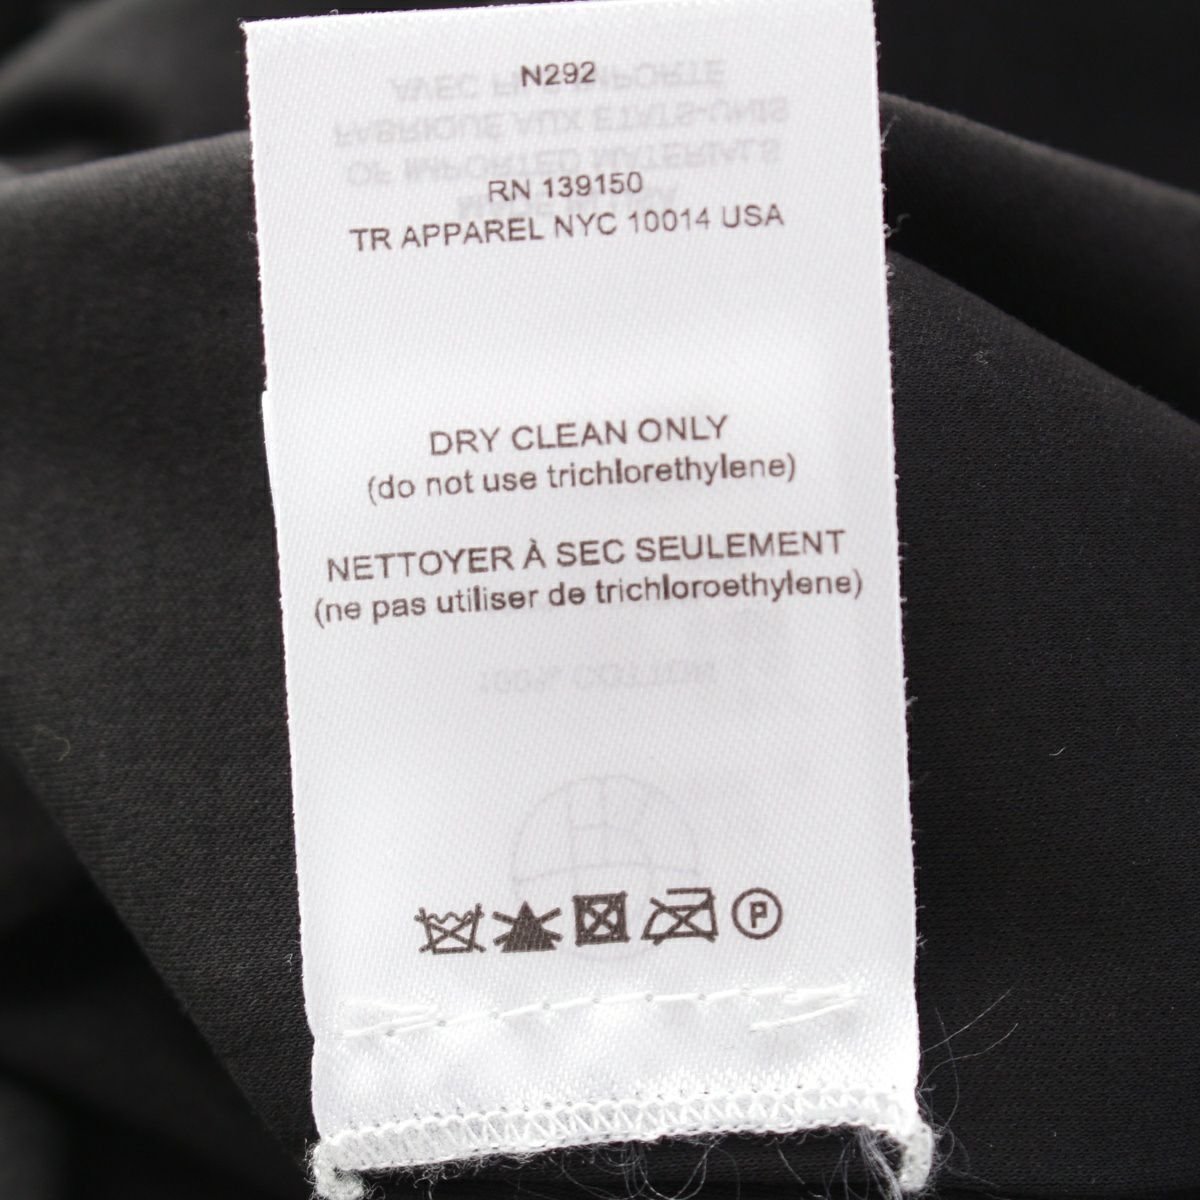 N292
RN 139150
TR APPAREL NYC 10014 USA
DRY CLEAN ONLY
(do not use trichlorethylene)
NETTOYER À SEC SEULEMENT
(ne pas utiliser de trichloroethylene)
P